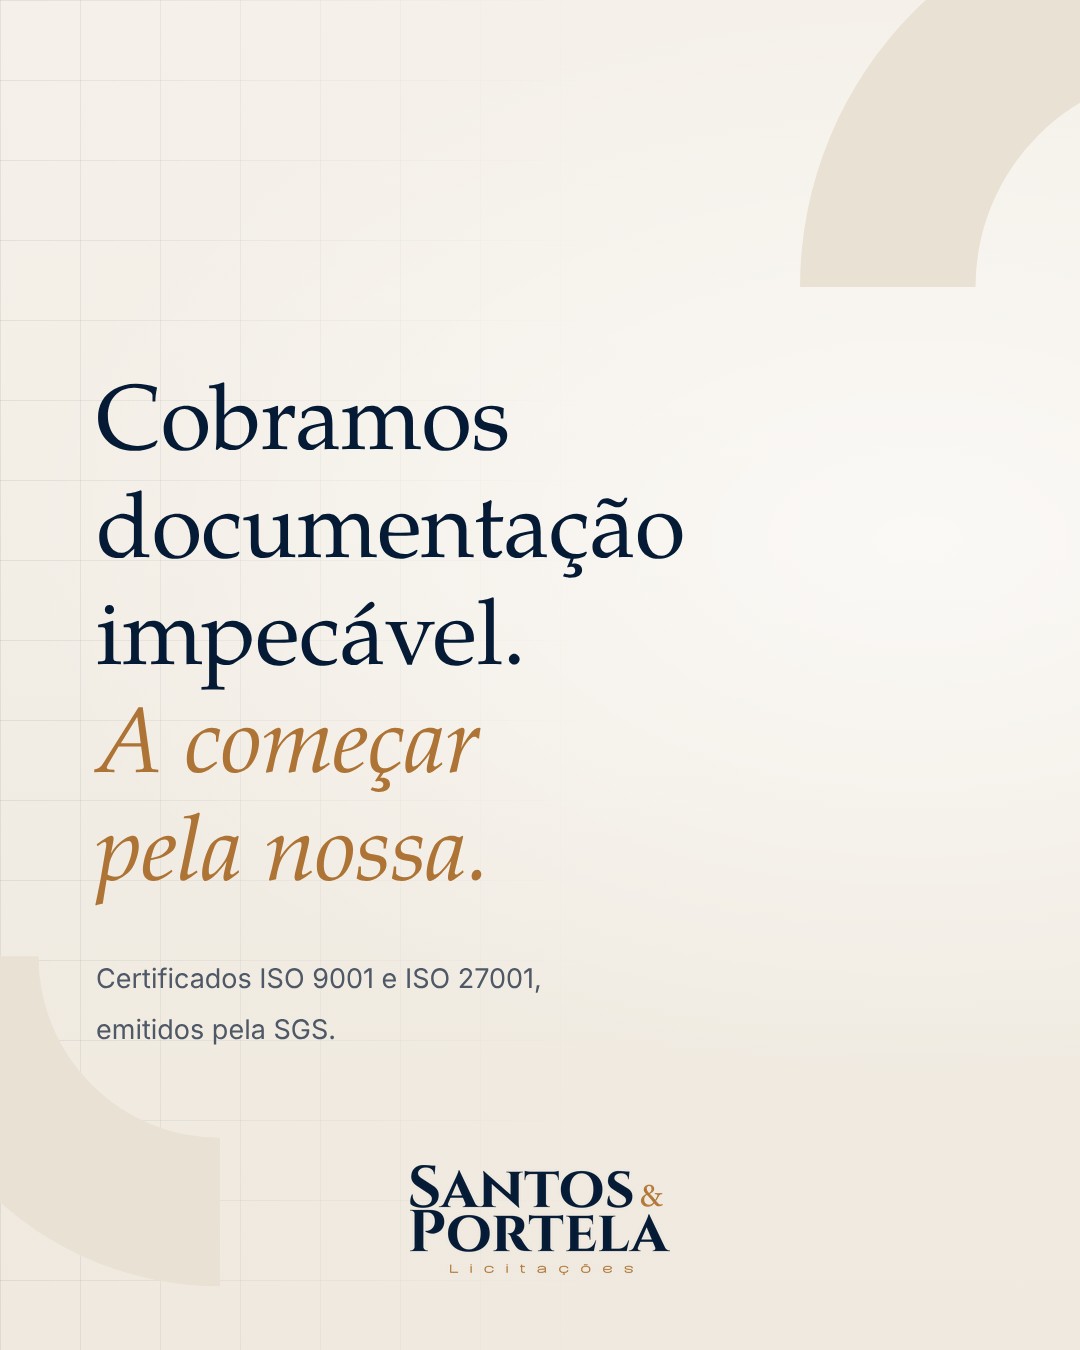 Cobramos
documentação
impecável.
A começar
pela nossa.
Certificados ISO 9001 e ISO 27001,
emitidos pela SGS.
SANTOS &
PORTELA
Licitações